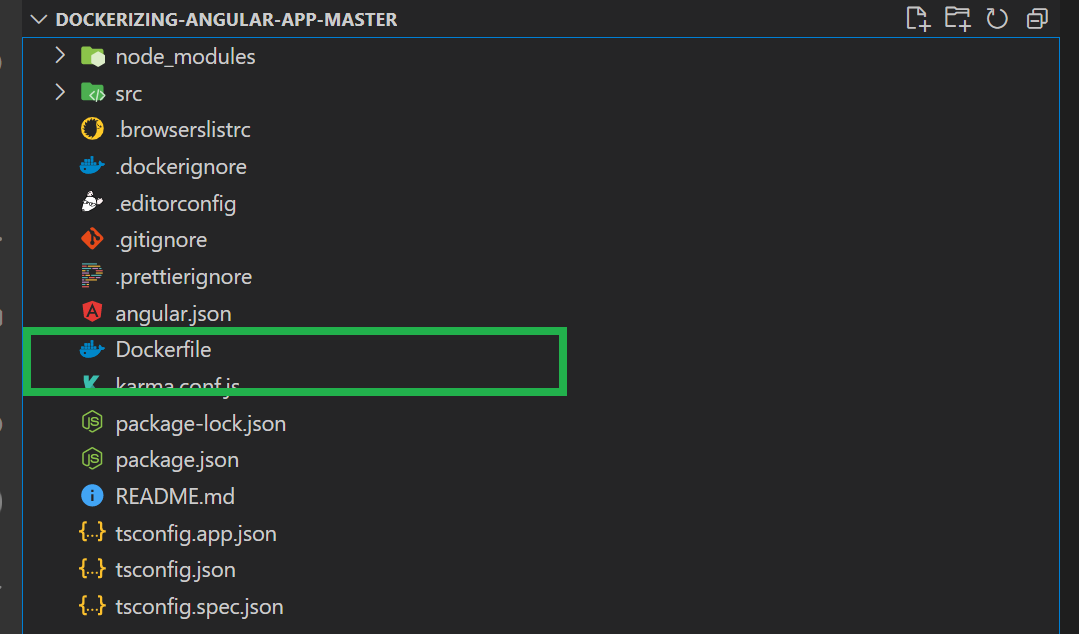 DOCKERIZING-ANGULAR-APP-MASTER
node_modules
src
.browserslistrc
.dockerignore
.editorconfig
.gitignore
.prettierignore
angular.json
Dockerfile
karma.conf.js
package-lock.json
package.json
README.md
tsconfig.app.json
tsconfig.json
tsconfig.spec.json